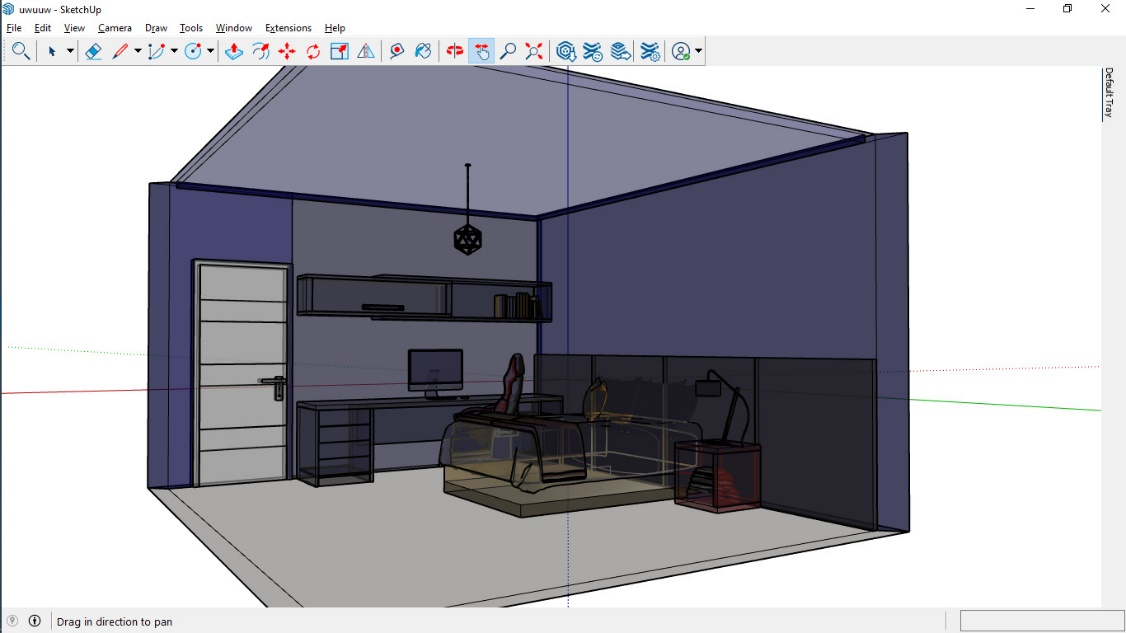 uwuuw - SketchUp
File Edit View Camera Draw Tools Window Extensions Help
Default Tray
Drag in direction to pan